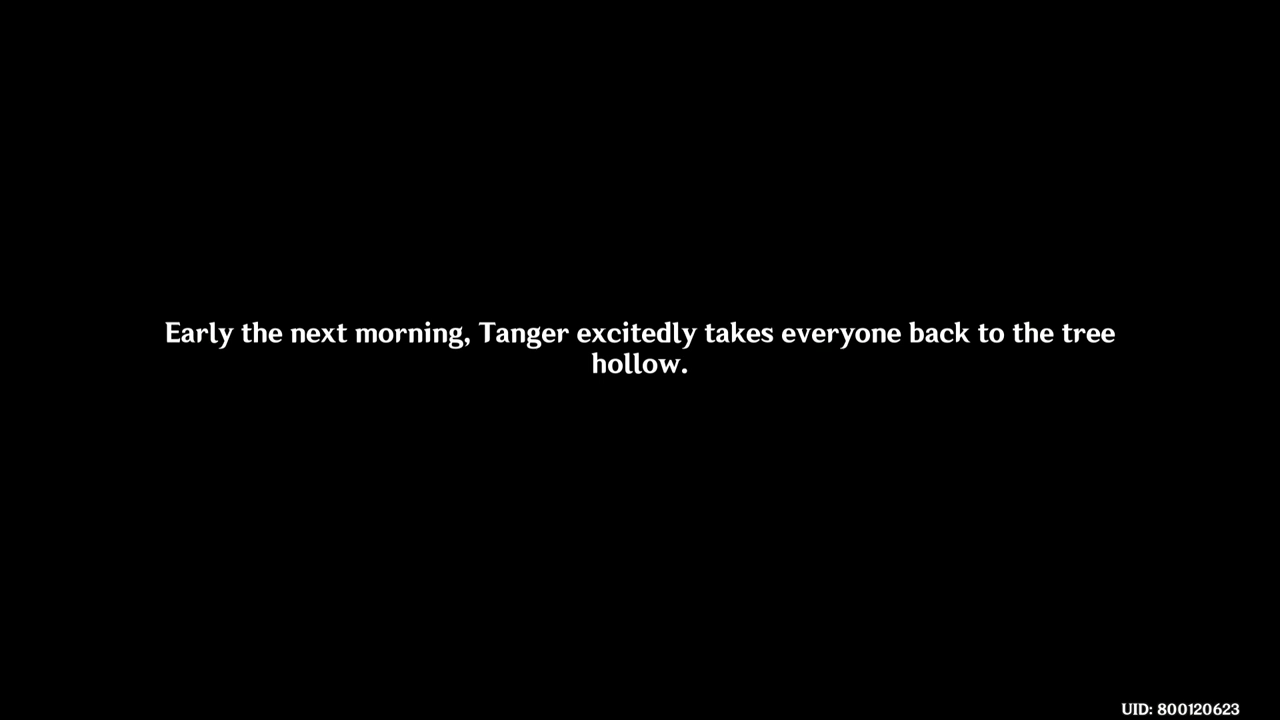 Early the next morning, Tanger excitedly takes everyone back to the tree
hollow.
UID: 800120623